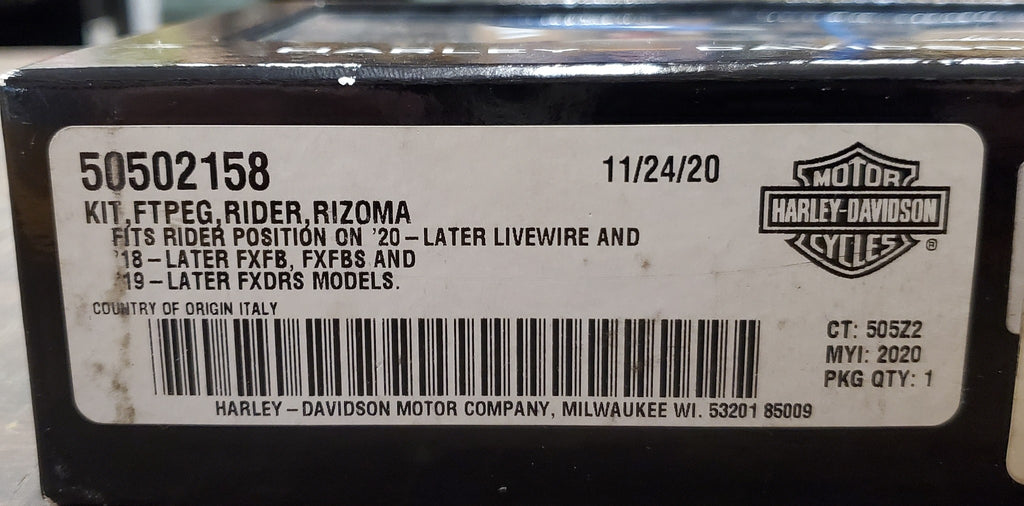 HARLEY-DAVIDSON
50502158
11/24/20
KIT,FTPEG,RIDER,RIZOMA
FITS RIDER POSITION ON '20-LATER LIVEWIRE AND
'18-LATER FXFB, FXFBS AND
'19-LATER FXDRS MODELS.
COUNTRY OF ORIGIN ITALY
MOTOR
HARLEY-DAVIDSON
CYCLES
®
CT: 505Z2
MYI: 2020
PKG QTY: 1
HARLEY-DAVIDSON MOTOR COMPANY, MILWAUKEE WI. 53201 85009